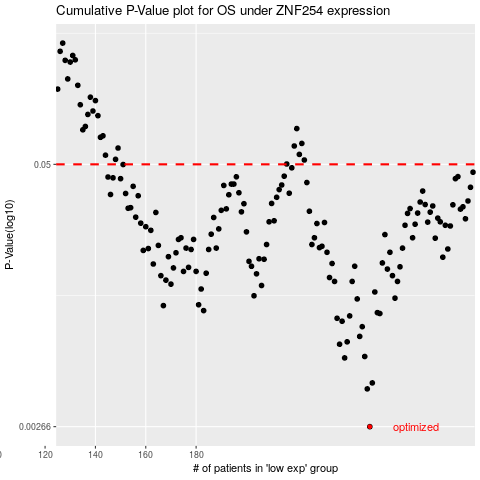 Cumulative P-Value plot for OS under ZNF254 expression
P-Value(log10)
0.05
0.00266
optimized
0 120 140 160 180
# of patients in 'low exp' group